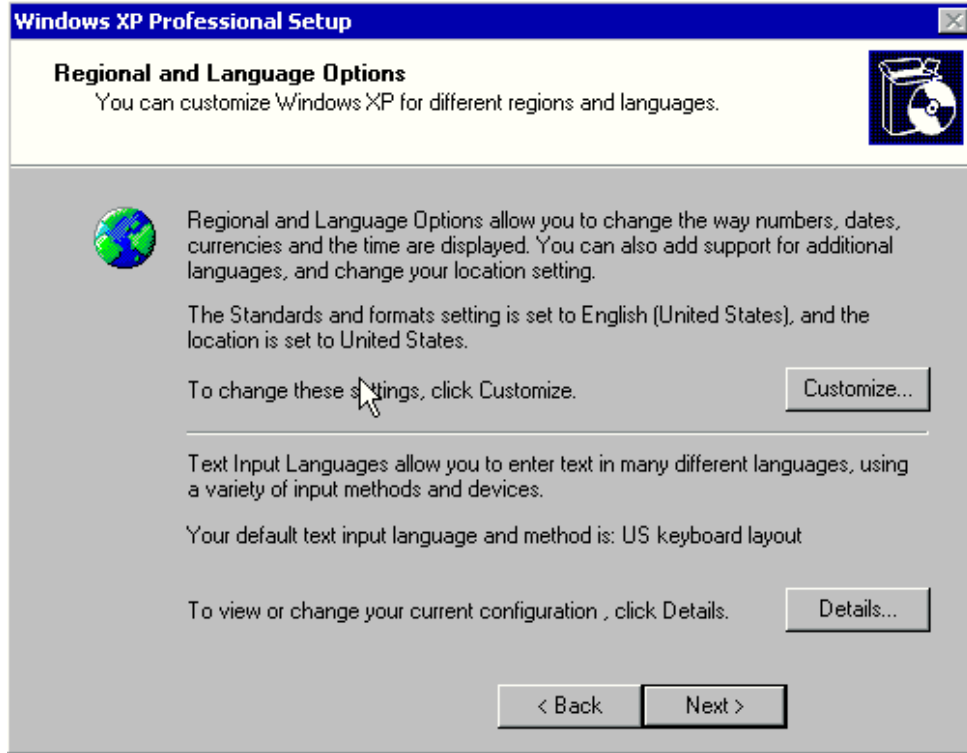 Windows XP Professional Setup
Regional and Language Options
You can customize Windows XP for different regions and languages.
Regional and Language Options allow you to change the way numbers, dates,
currencies and the time are displayed. You can also add support for additional
languages, and change your location setting.
The Standards and formats setting is set to English (United States), and the
location is set to United States.
To change these settings, click Customize.
Customize...
Text Input Languages allow you to enter text in many different languages, using
a variety of input methods and devices.
Your default text input language and method is: US keyboard layout
To view or change your current configuration , click Details.
Details...
< Back
Next >